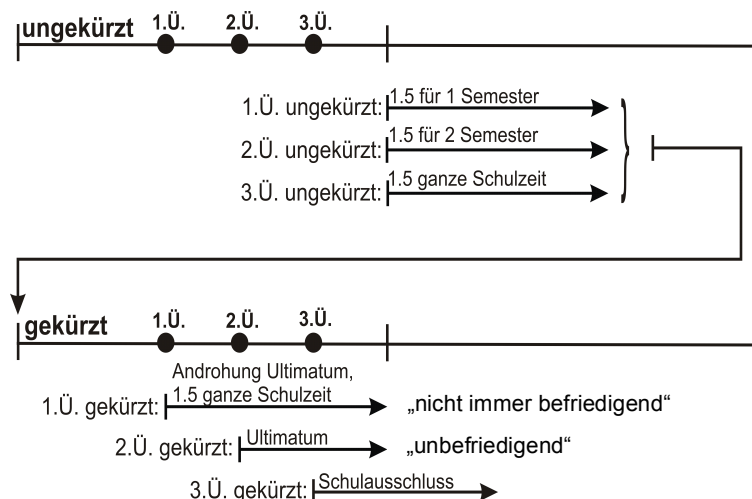 ungekürzt 1.Ü. 2.Ü. 3.Ü.
1.Ü. ungekürzt: 1.5 für 1 Semester
2.Ü. ungekürzt: 1.5 für 2 Semester
3.Ü. ungekürzt: 1.5 ganze Schulzeit
gekürzt 1.Ü. 2.Ü. 3.Ü.
Androhung Ultimatum,
1.Ü. gekürzt: 1.5 ganze Schulzeit „nicht immer befriedigend“
2.Ü. gekürzt: Ultimatum „unbefriedigend“
3.Ü. gekürzt: Schulausschluss